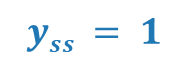 y_ss = 1